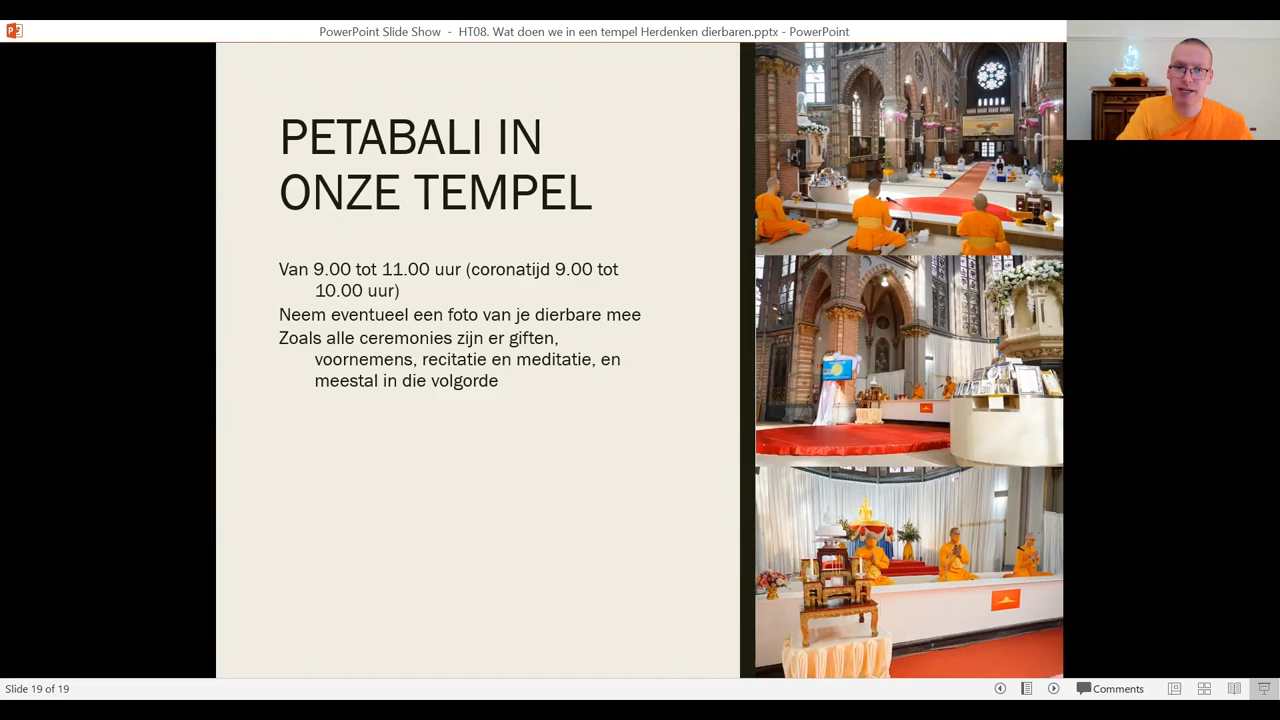 PowerPoint Slide Show - HT08. Wat doen we in een tempel Herdenken dierbaren.pptx - PowerPoint
PETABALI IN
ONZE TEMPEL
Van 9.00 tot 11.00 uur (coronatijd 9.00 tot
10.00 uur)
Neem eventueel een foto van je dierbare mee
Zoals alle ceremonies zijn er giften,
voornemens, recitatie en meditatie, en
meestal in die volgorde
Slide 19 of 19
Comments